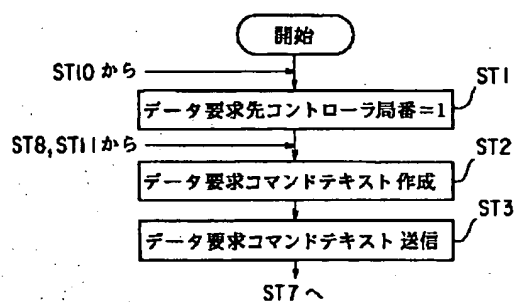 開始
ST10から
ST1
データ要求先コントローラ局番=1
ST8,ST11から
ST2
データ要求コマンドテキスト作成
ST3
データ要求コマンドテキスト送信
ST7へ